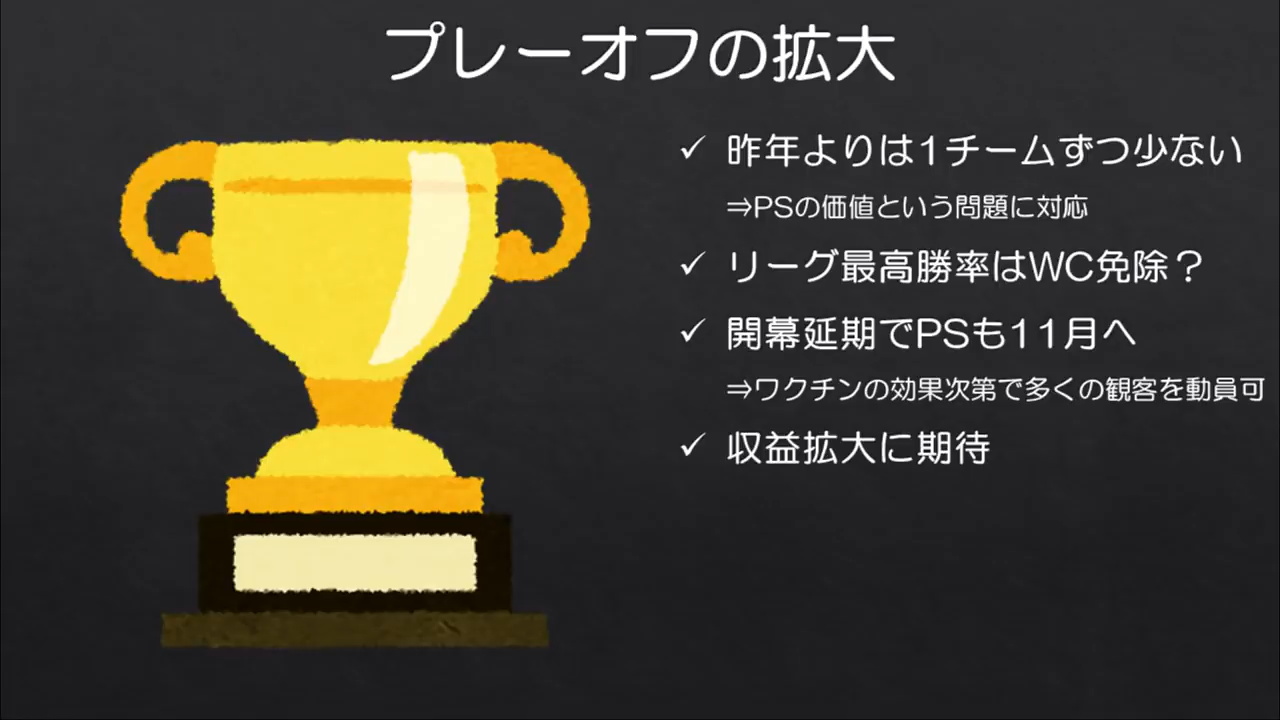 プレーオフの拡大
✓ 昨年よりは1チームずつ少ない
⇒PSの価値という問題に対応
✓ リーグ最高勝率はWC免除？
✓ 開幕延期でPSも11月へ
⇒ワクチンの効果次第で多くの観客を動員可
✓ 収益拡大に期待